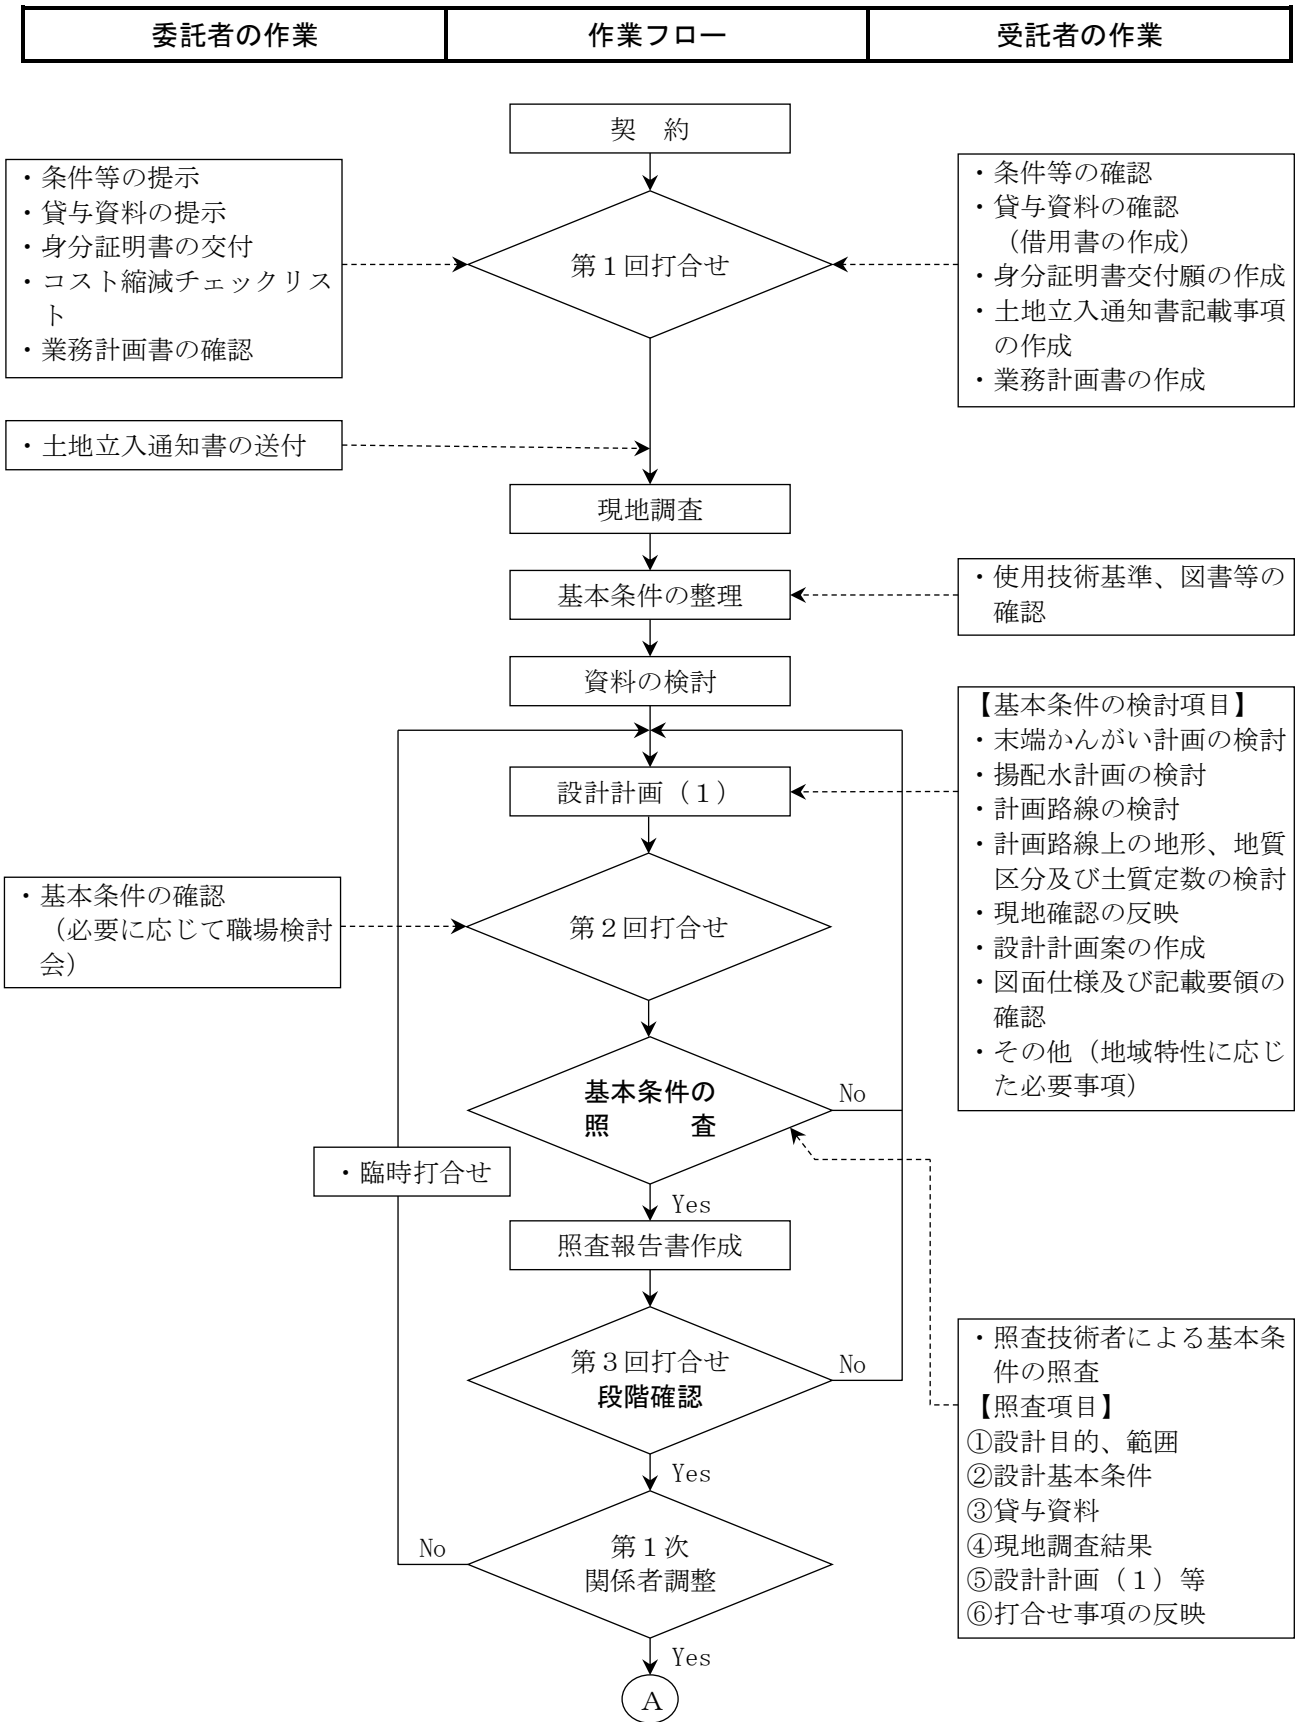 委託者の作業
作業フロー
受託者の作業
契　約
・条件等の提示
・貸与資料の提示
・身分証明書の交付
・コスト縮減チェックリス
ト
・業務計画書の確認
第１回打合せ
・条件等の確認
・貸与資料の確認
（借用書の作成）
・身分証明書交付願の作成
・土地立入通知書記載事項
の作成
・業務計画書の作成
・土地立入通知書の送付
現地調査
基本条件の整理
・使用技術基準、図書等の
確認
資料の検討
設計計画（１）
【基本条件の検討項目】
・末端かんがい計画の検討
・揚配水計画の検討
・計画路線の検討
・計画路線上の地形、地質
区分及び土質定数の検討
・現地確認の反映
・設計計画案の作成
・図面仕様及び記載要領の
確認
・その他（地域特性に応じ
た必要事項）
・基本条件の確認
（必要に応じて職場検討
会）
第２回打合せ
基本条件の
照　　査
No
・臨時打合せ
Yes
照査報告書作成
第３回打合せ
段階確認
No
・照査技術者による基本条
件の照査
【照査項目】
①設計目的、範囲
②設計基本条件
③貸与資料
④現地調査結果
⑤設計計画（１）等
⑥打合せ事項の反映
Yes
No
第１次
関係者調整
Yes
A